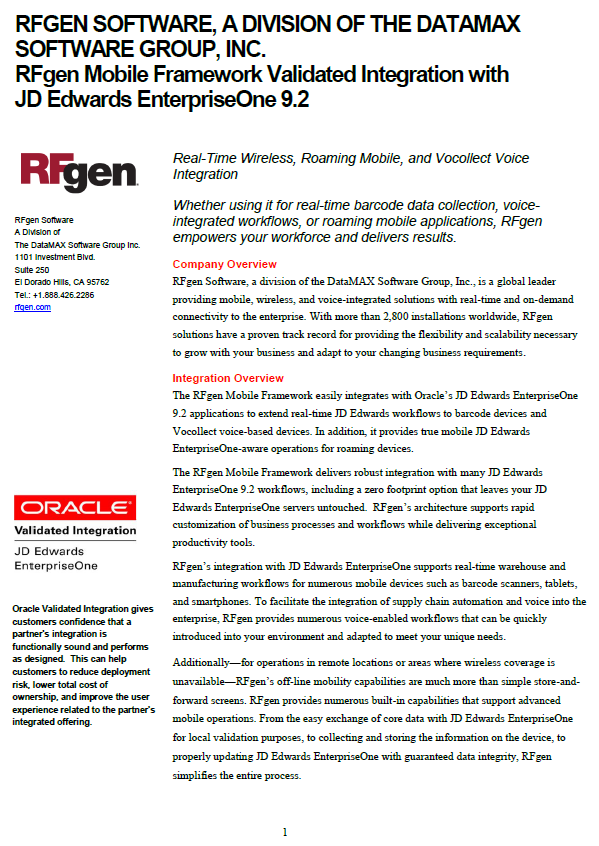 RFGEN SOFTWARE, A DIVISION OF THE DATAMAX
SOFTWARE GROUP, INC.
RFgen Mobile Framework Validated Integration with
JD Edwards EnterpriseOne 9.2
RFgen
RFgen Software
A Division of
The DataMAX Software Group Inc.
1101 Investment Blvd.
Suite 250
El Dorado Hills, CA 95762
Tel.: +1.888.426.2286
rfgen.com
ORACLE
Validated Integration
JD Edwards
EnterpriseOne
Oracle Validated Integration gives
customers confidence that a
partner's integration is
functionally sound and performs
as designed.  This can help
customers to reduce deployment
risk, lower total cost of
ownership, and improve the user
experience related to the partner's
integrated offering.
Real-Time Wireless, Roaming Mobile, and Vocollect Voice
Integration
Whether using it for real-time barcode data collection, voice-
integrated workflows, or roaming mobile applications, RFgen
empowers your workforce and delivers results.
Company Overview
RFgen Software, a division of the DataMAX Software Group, Inc., is a global leader
providing mobile, wireless, and voice-integrated solutions with real-time and on-demand
connectivity to the enterprise. With more than 2,800 installations worldwide, RFgen
solutions have a proven track record for providing the flexibility and scalability necessary
to grow with your business and adapt to your changing business requirements.
Integration Overview
The RFgen Mobile Framework easily integrates with Oracle's JD Edwards EnterpriseOne
9.2 applications to extend real-time JD Edwards workflows to barcode devices and
Vocollect voice-based devices. In addition, it provides true mobile JD Edwards
EnterpriseOne-aware operations for roaming devices.
The RFgen Mobile Framework delivers robust integration with many JD Edwards
EnterpriseOne 9.2 workflows, including a zero footprint option that leaves your JD
Edwards EnterpriseOne servers untouched.  RFgen's architecture supports rapid
customization of business processes and workflows while delivering exceptional
productivity tools.
RFgen's integration with JD Edwards EnterpriseOne supports real-time warehouse and
manufacturing workflows for numerous mobile devices such as barcode scanners, tablets,
and smartphones. To facilitate the integration of supply chain automation and voice into the
enterprise, RFgen provides numerous voice-enabled workflows that can be quickly
introduced into your environment and adapted to meet your unique needs.
Additionally—for operations in remote locations or areas where wireless coverage is
unavailable—RFgen's off-line mobility capabilities are much more than simple store-and-
forward screens. RFgen provides numerous built-in capabilities that support advanced
mobile operations.  From the easy exchange of core data with JD Edwards EnterpriseOne
for local validation purposes, to collecting and storing the information on the device, to
properly updating JD Edwards EnterpriseOne with guaranteed data integrity, RFgen
simplifies the entire process.
1